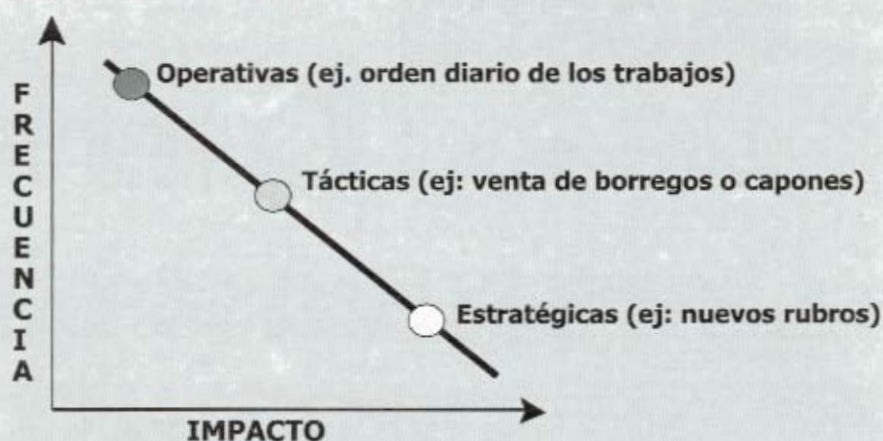 FRECUENCIA
Operativas (ej. orden diario de los trabajos)
Tácticas (ej: venta de borregos o capones)
Estratégicas (ej: nuevos rubros)
IMPACTO